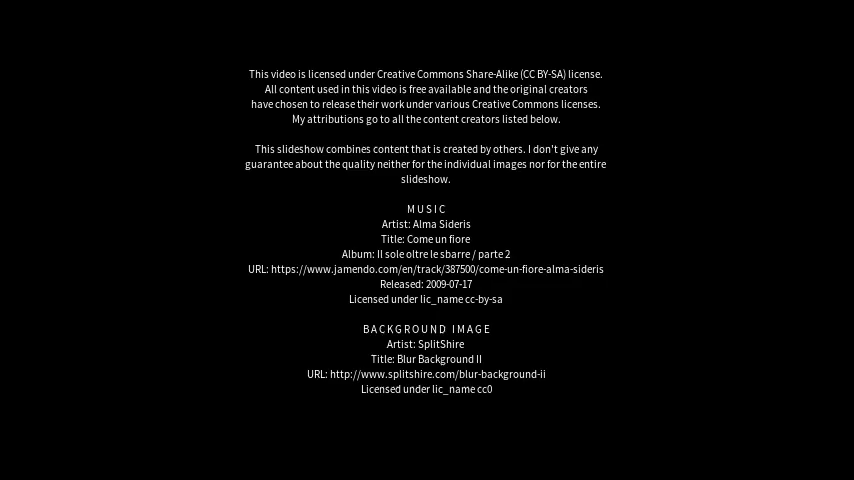 This video is licensed under Creative Commons Share-Alike (CC BY-SA) license.
All content used in this video is free available and the original creators
have chosen to release their work under various Creative Commons licenses.
My attributions go to all the content creators listed below.
This slideshow combines content that is created by others. I don't give any
guarantee about the quality neither for the individual images nor for the entire
slideshow.
MUSIC
Artist: Alma Sideris
Title: Come un fiore
Album: Il sole oltre le sbarre / parte 2
URL: https://www.jamendo.com/en/track/387500/come-un-fiore-alma-sideris
Released: 2009-07-17
Licensed under lic_name cc-by-sa
BACKGROUND IMAGE
Artist: SplitShire
Title: Blur Background II
URL: http://www.splitshire.com/blur-background-ii
Licensed under lic_name cc0